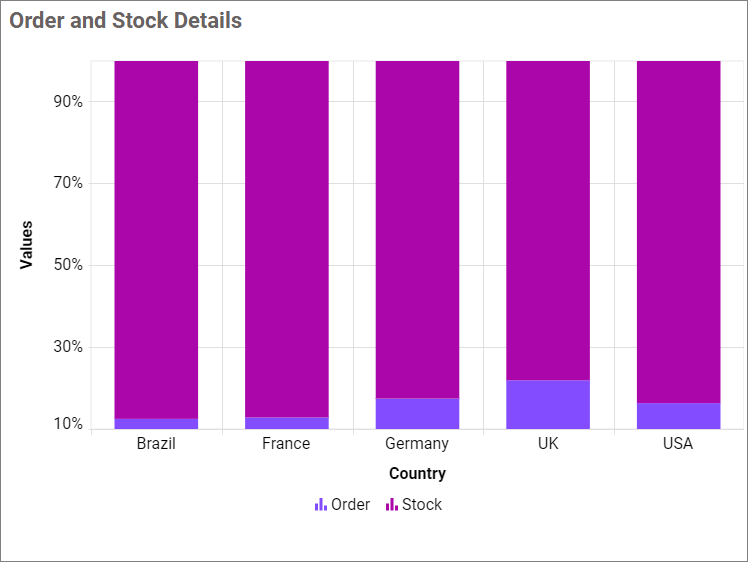 Order and Stock Details
90%
70%
50%
30%
10%
Values
Brazil France Germany UK USA
Country
Order Stock